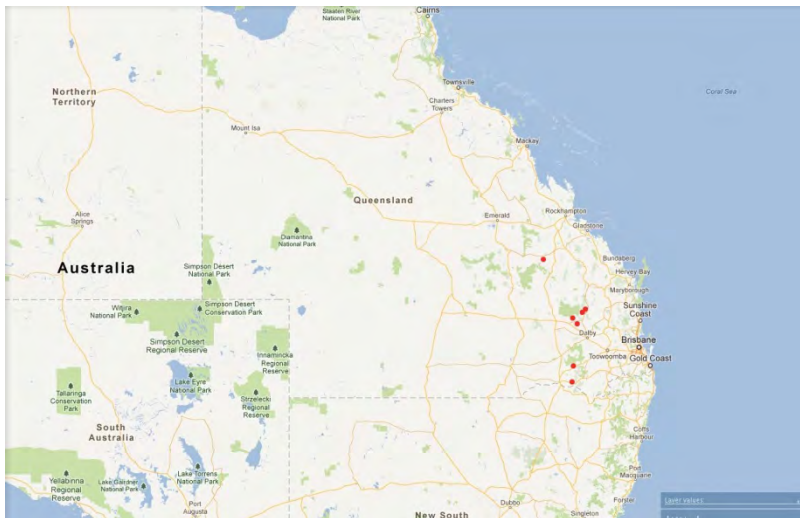 Staaten River
National Park
Cairns
Northern
Territory
Townsville
Coral Sea
Charters
Towers
Mount Isa
Mackay
Queensland
Emerald
Rockhampton
Gladstone
Alice
Springs
Diamantina
National Park
Australia
Simpson Desert
National Park
Bundaberg
Hervey Bay
Maryborough
Witjira
National Park
Simpson Desert
Conservation Park
Sunshine
Coast
Simpson Desert
Regional Reserve
Dalby
Brisbane
Innamincka
Regional
Reserve
Toowoomba
Gold Coast
Lake Eyre
National Park
Tallaringa
Conservation
Park
Strzelecki
Regional
Reserve
South
Australia
Coffs
Harbour
Yellabinna
Regional
Reserve
Lake Gairdner
National Park
Lake Torrens
National Park
Port
Macquarie
Port
Augusta
Dubbo
Forster
Layer values
New South
Singleton